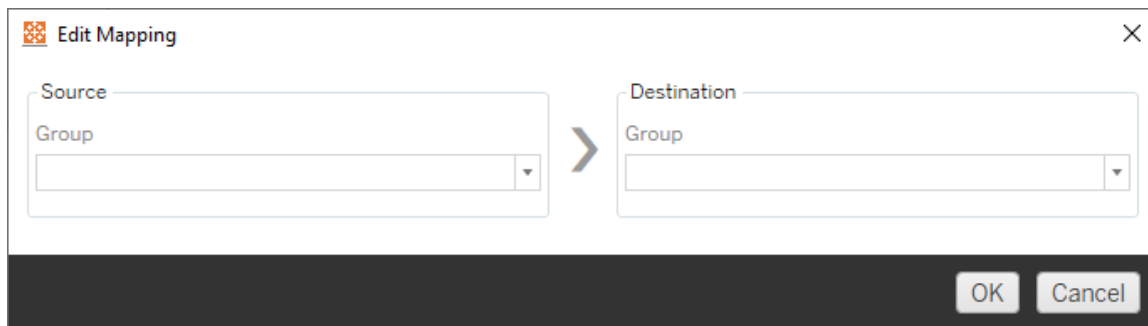 Edit Mapping
Source
Group
Destination
Group
OK
Cancel